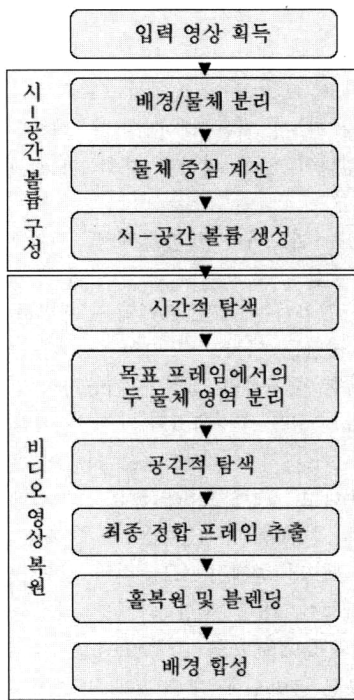 입력 영상 획득
시-공간 볼륨 구성
배경/물체 분리
물체 중심 계산
시-공간 볼륨 생성
비디오 영상 복원
시간적 탐색
목표 프레임에서의
두 물체 영역 분리
공간적 탐색
최종 정합 프레임 추출
홀복원 및 블렌딩
배경 합성